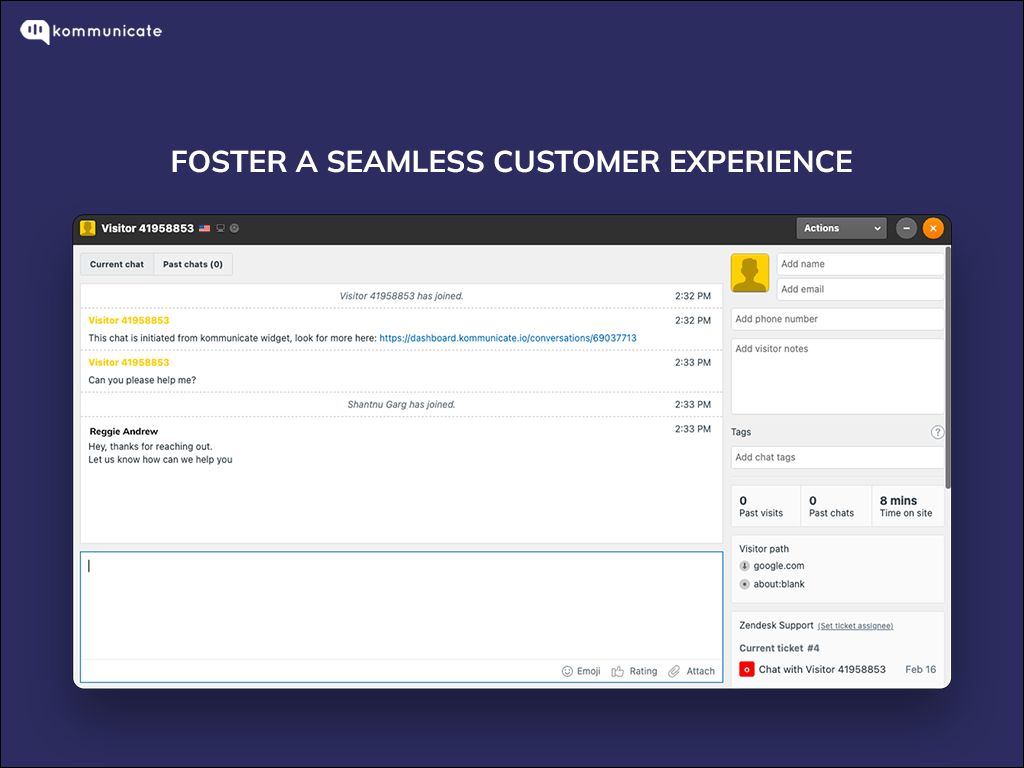 kommunicate
FOSTER A SEAMLESS CUSTOMER EXPERIENCE
Visitor 41958853
Actions
Current chat
Past chats (0)
Visitor 41958853 has joined.
2:32 PM
Visitor 41958853
2:32 PM
This chat is initiated from kommunicate widget, look for more here: https://dashboard.kommunicate.io/conversations/69037713
Visitor 41958853
2:33 PM
Can you please help me?
Shantnu Garg has joined.
2:33 PM
Reggie Andrew
2:33 PM
Hey, thanks for reaching out.
Let us know how can we help you
Emoji
Rating
Attach
Add name
Add email
Add phone number
Add visitor notes
Tags
?
Add chat tags
0
Past visits
0
Past chats
8 mins
Time on site
Visitor path
google.com
about:blank
Zendesk Support (Set ticket assignee)
Current ticket #4
o Chat with Visitor 41958853 Feb 16